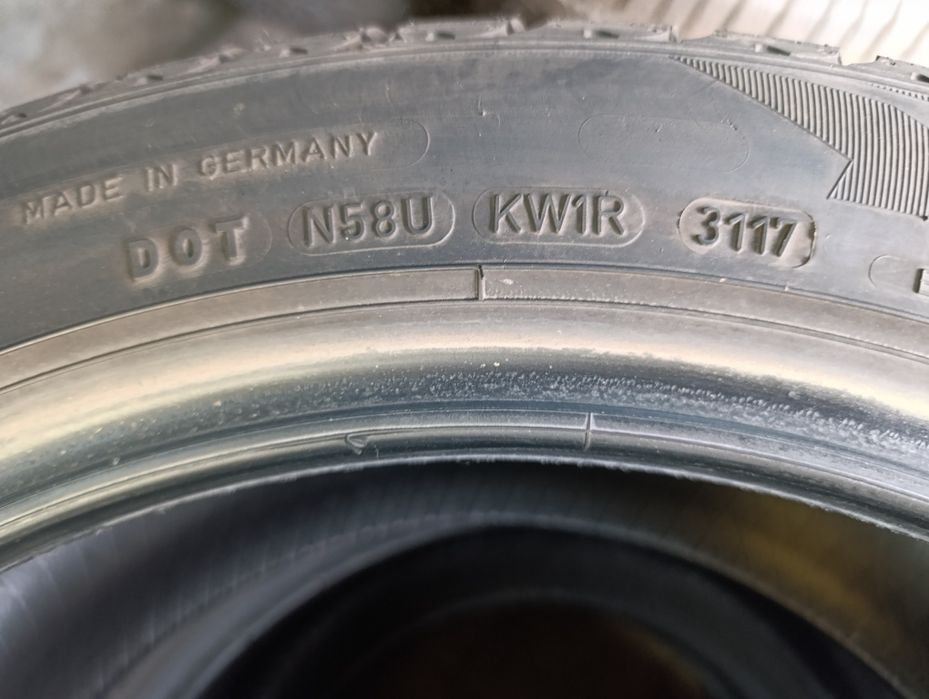 MADE IN GERMANY
DOT N58U KW1R 3117